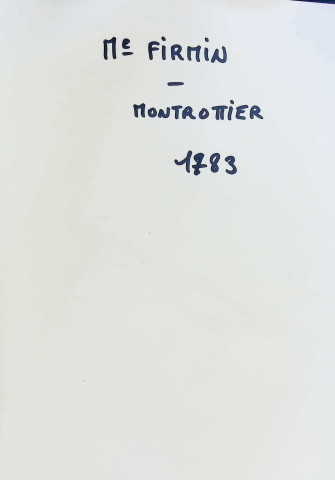 Me FIRMIN
-
MONTROTTIER
1783